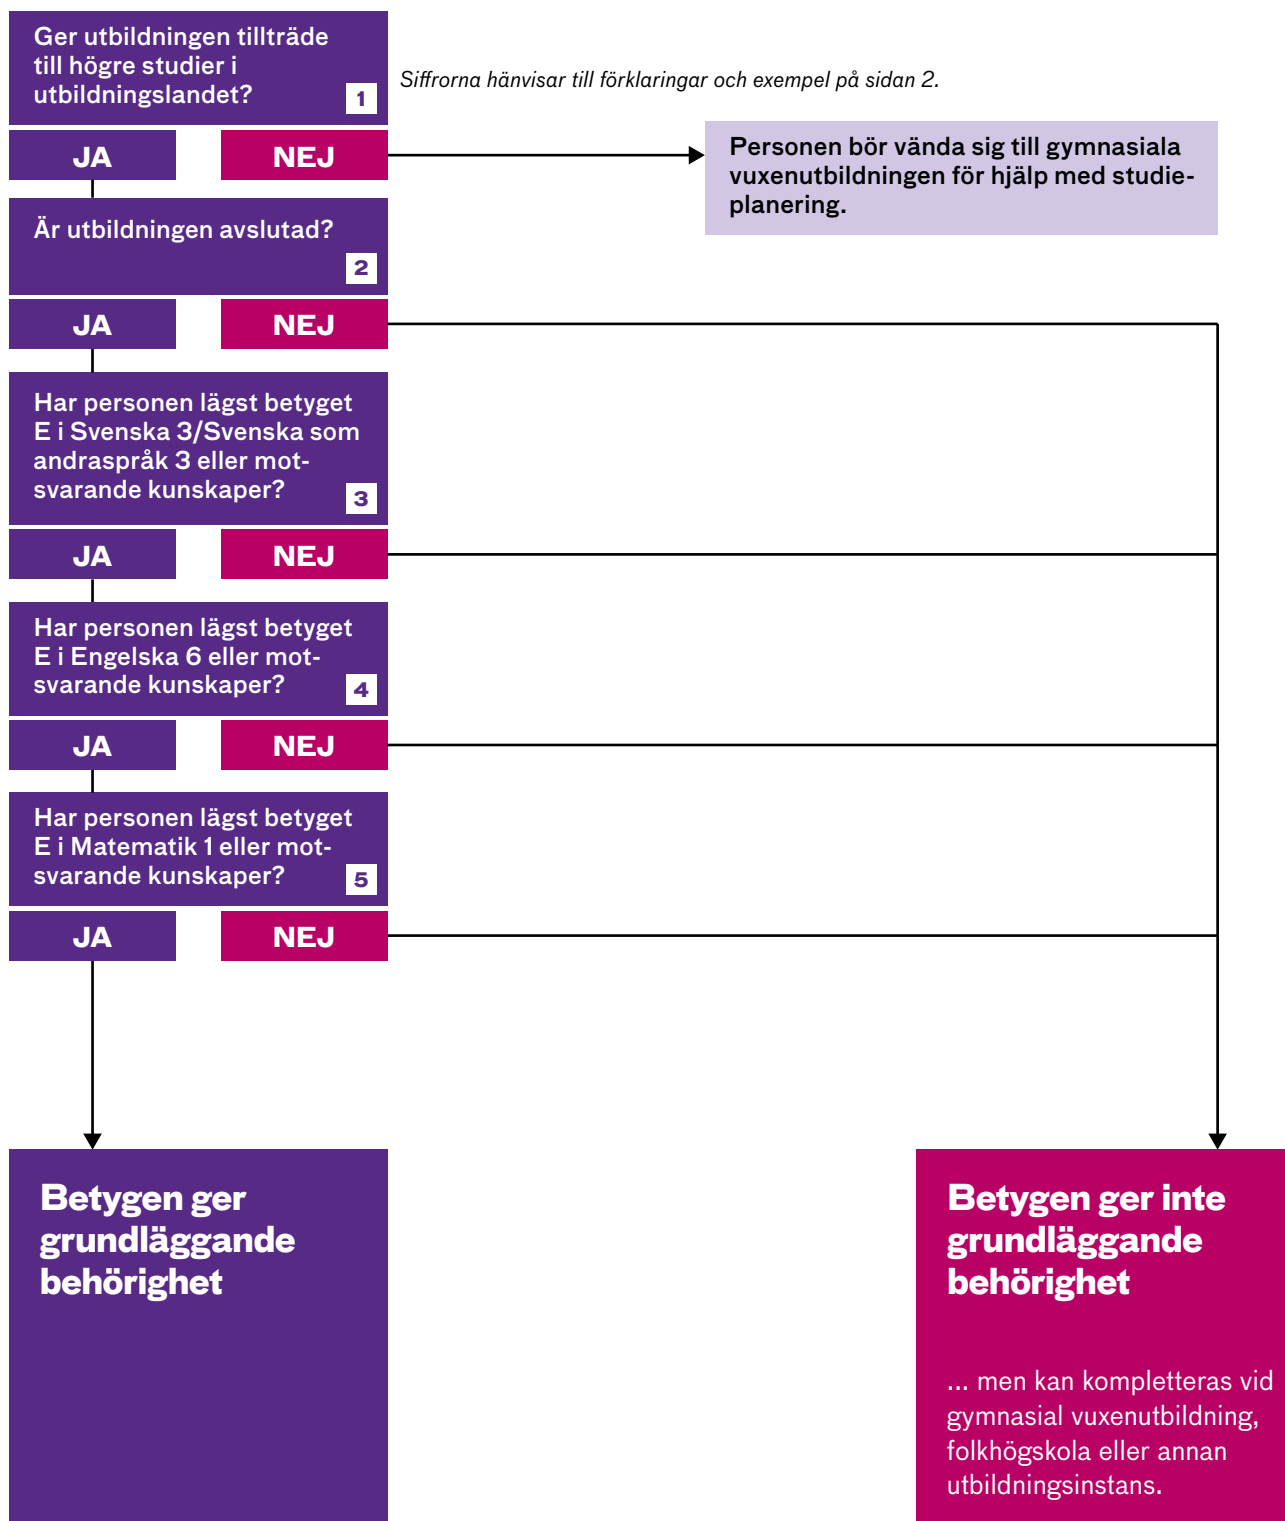 Ger utbildningen tillträde
till högre studier i
utbildningslandet?
1
Siffrorna hänvisar till förklaringar och exempel på sidan 2.
JA
NEJ
Personen bör vända sig till gymnasiala
vuxenutbildningen för hjälp med studie-
planering.
Är utbildningen avslutad?
2
JA
NEJ
Har personen lägst betyget
E i Svenska 3/Svenska som
andraspråk 3 eller mot-
svarande kunskaper?
3
JA
NEJ
Har personen lägst betyget
E i Engelska 6 eller mot-
svarande kunskaper?
4
JA
NEJ
Har personen lägst betyget
E i Matematik 1 eller mot-
svarande kunskaper?
5
JA
NEJ
Betygen ger
grundläggande
behörighet
Betygen ger inte
grundläggande
behörighet
... men kan kompletteras vid
gymnasial vuxenutbildning,
folkhögskola eller annan
utbildningsinstans.